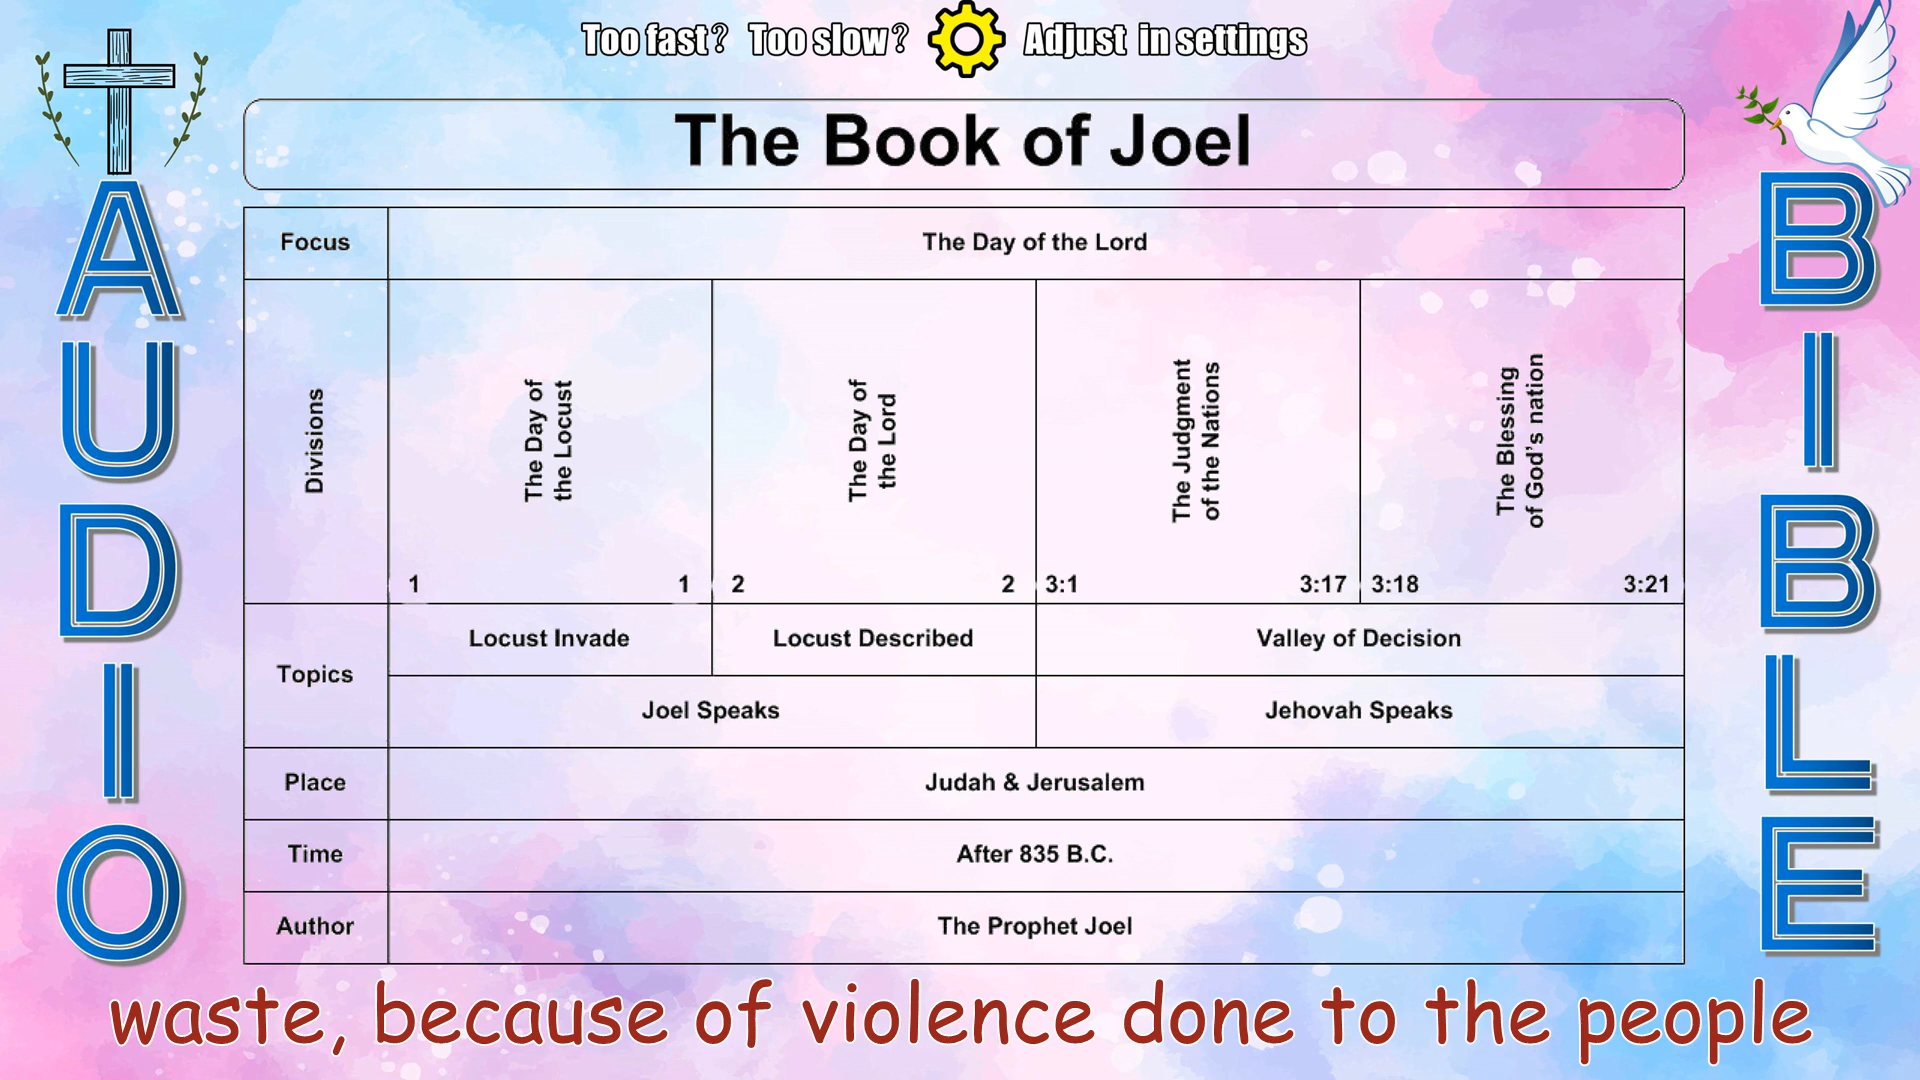 Too fast? Too slow? Adjust in settings
AUDIO
BIBLE
The Book of Joel
Focus
The Day of the Lord
Divisions
The Day of
the Locust
1 1
The Day of
the Lord
2 2
The Judgment
of the Nations
3:1 3:17
The Blessing
of God's nation
3:18 3:21
Topics
Locust Invade
Locust Described
Valley of Decision
Joel Speaks
Jehovah Speaks
Place
Judah & Jerusalem
Time
After 835 B.C.
Author
The Prophet Joel
waste, because of violence done to the people